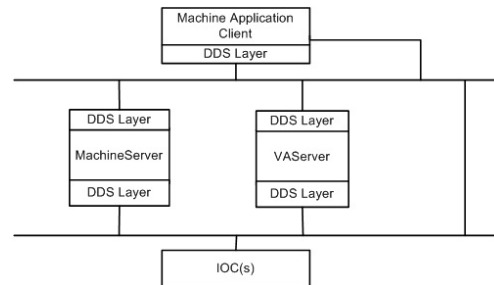 Machine Application
Client
DDS Layer
DDS Layer
MachineServer
DDS Layer
DDS Layer
VAServer
DDS Layer
IOC(s)